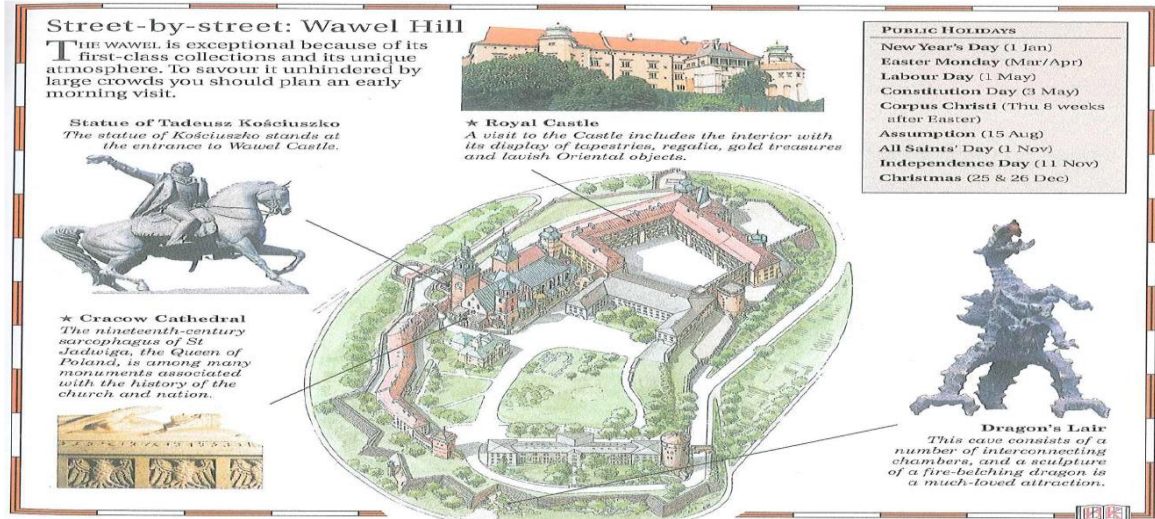 Street-by-street: Wawel Hill
THE WAWEL is exceptional because of its
first-class collections and its unique
atmosphere. To savour it unhindered by
large crowds you should plan an early
morning visit.
Statue of Tadeusz Kościuszko
The statue of Kościuszko stands at
the entrance to Wawel Castle.
★ Royal Castle
A visit to the Castle includes the interior with
its display of tapestries, regalia, gold treasures
and lavish Oriental objects.
PUBLIC HOLIDAYS
New Year's Day (1 Jan)
Easter Monday (Mar/Apr)
Labour Day (1 May)
Constitution Day (3 May)
Corpus Christi (Thu 8 weeks
after Easter)
Assumption (15 Aug)
All Saints' Day (1 Nov)
Independence Day (11 Nov)
Christmas (25 & 26 Dec)
★ Cracow Cathedral
The nineteenth-century
sarcophagus of St
Jadwiga, the Queen of
Poland, is among many
monuments associated
with the history of the
church and nation.
Dragon's Lair
This cave consists of a
number of interconnecting
chambers, and a sculpture
of a fire-belching dragon is
a much-loved attraction.